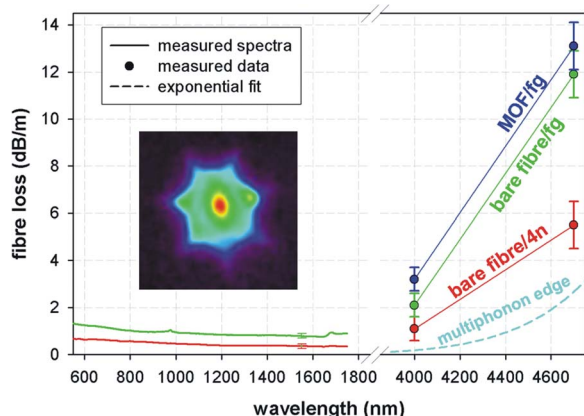 14
12
10
8
6
4
2
0
fibre loss (dB/m)
measured spectra
measured data
exponential fit
MOF/fg
bare fibre/fg
bare fibre/4n
multiphonon edge
600 800 1000 1200 1400 1600 1800 4000 4200 4400 4600
wavelength (nm)